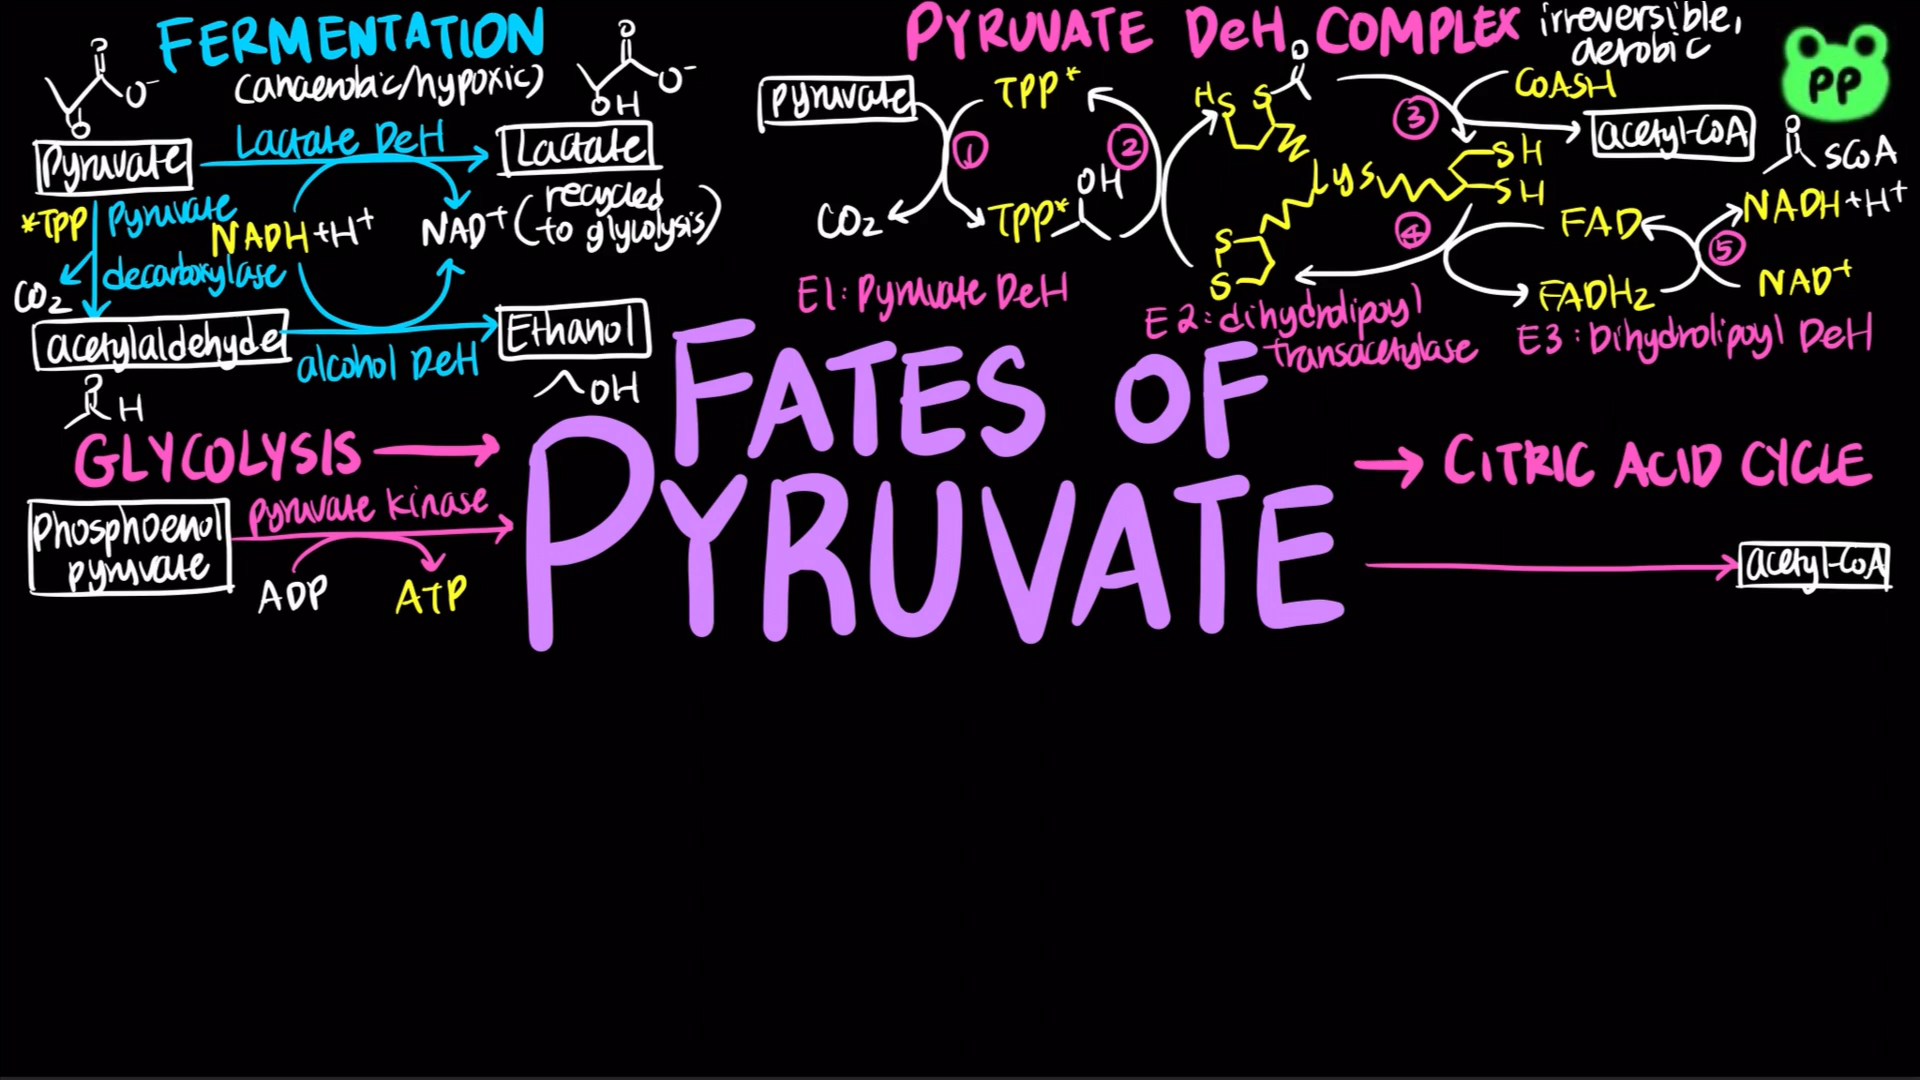 FERMENTATION
(anaerobic/hypoxic)
O
O⁻
O
Pyruvate
Lactate DeH
O
O⁻
OH
Lactate
*TPP
Pyruvate
decarboxylase
NADH+H⁺
NAD⁺ (recycled
to glycolysis)
CO₂
acetylaldehyde
alcohol DeH
Ethanol
O
H
OH
PYRUVATE DeH COMPLEX
irreversible,
aerobic
PP
pyruvate
TPP*
1
2
CO₂
TPP*
OH
E1: Pyruvate DeH
HS
S
O
Lys
S
S
3
CoASH
acetyl-CoA
O
SCoA
SH
SH
4
FAD
FADH₂
5
NADH+H⁺
NAD⁺
E2: dihydrolipoyl
transacetylase
E3: Dihydrolipoyl DeH
FATES OF
PYRUVATE
GLYCOLYSIS
Phosphoenol
pyruvate
pyruvate kinase
ADP
ATP
CITRIC ACID CYCLE
acetyl-CoA